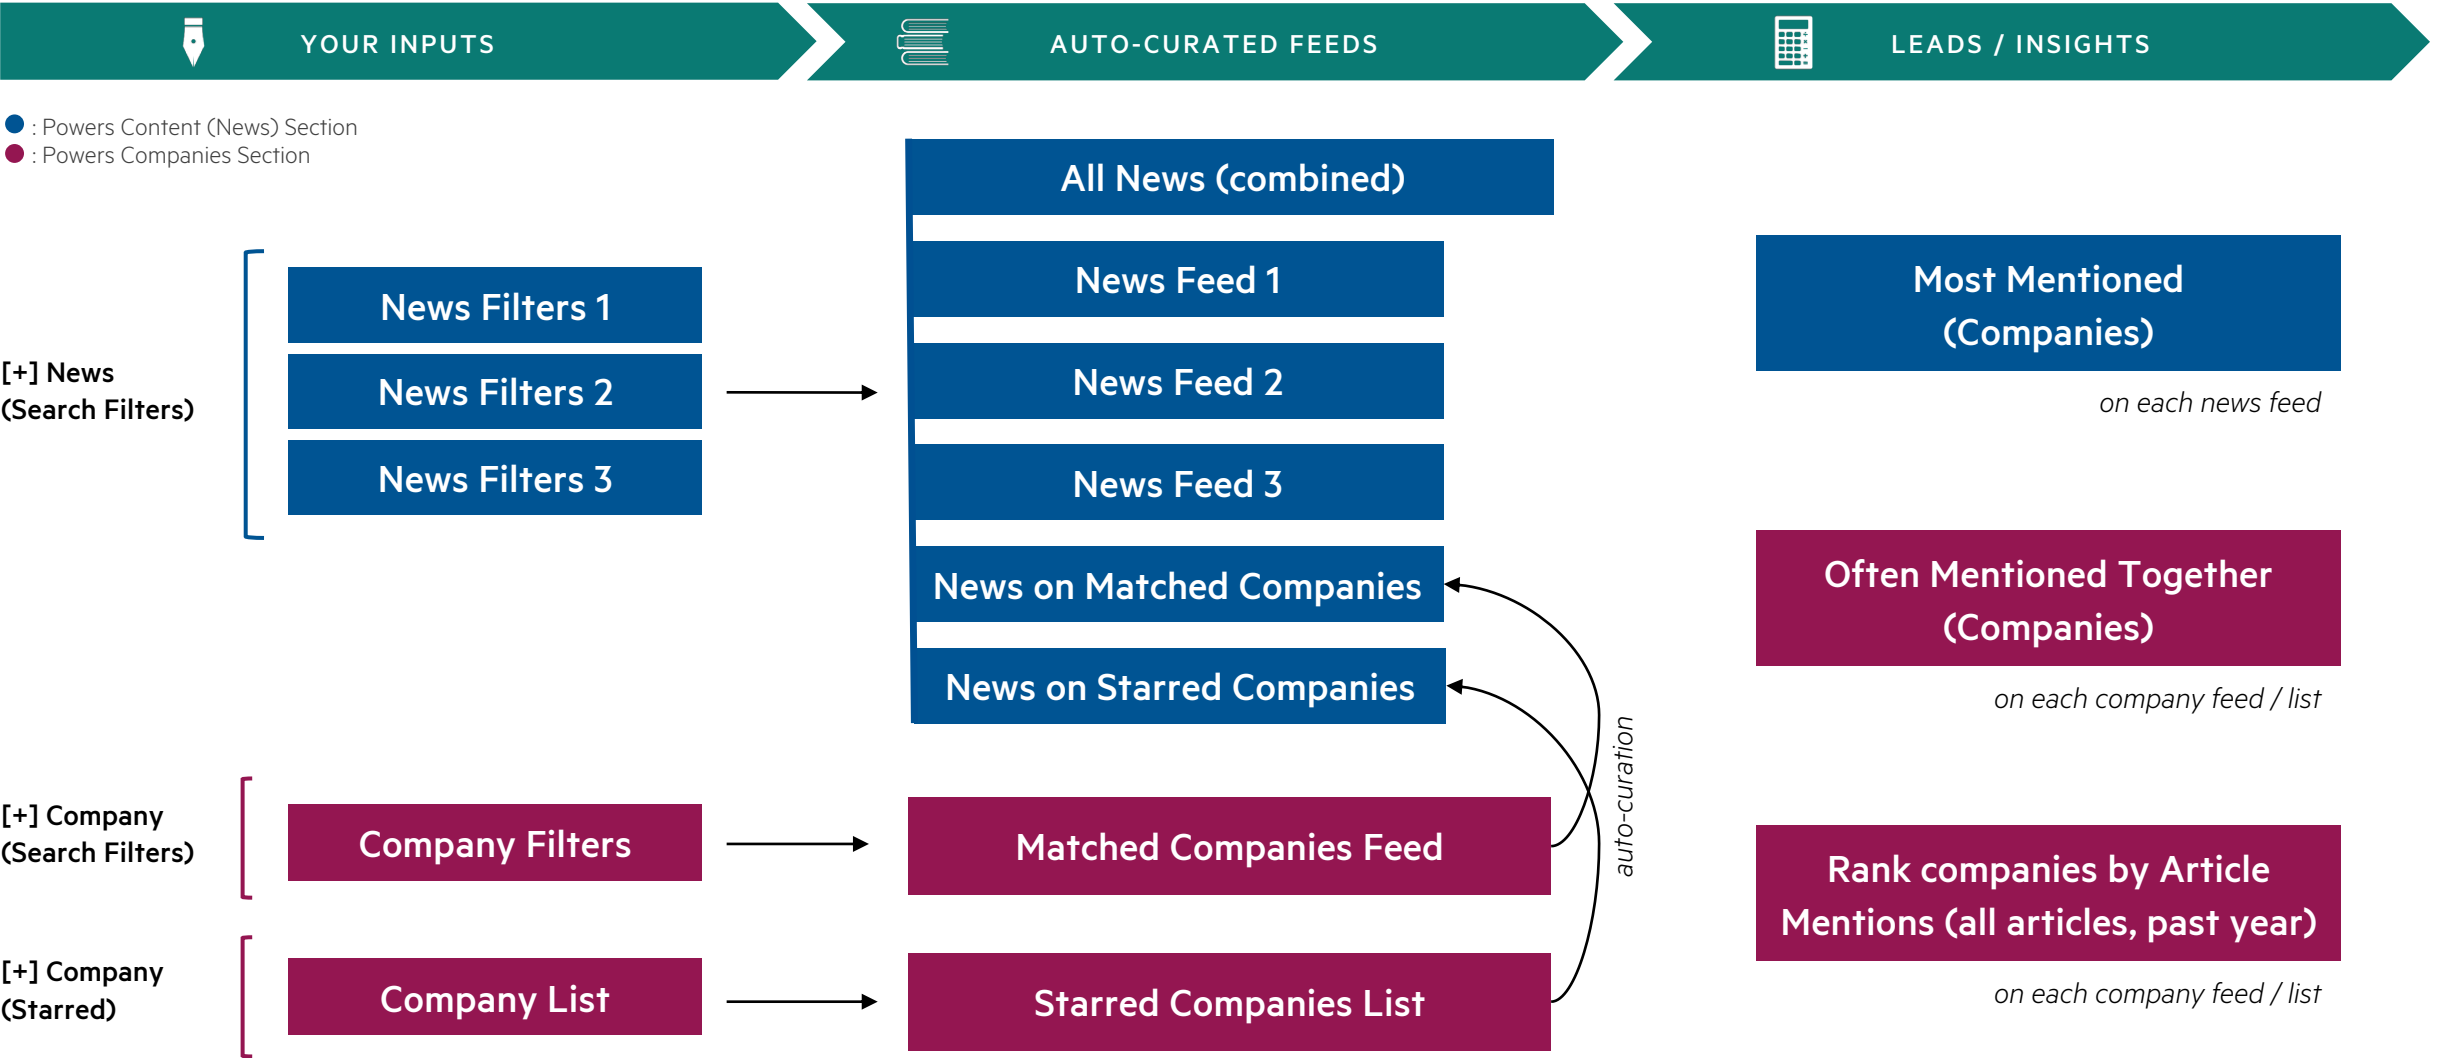 YOUR INPUTS
AUTO-CURATED FEEDS
LEADS / INSIGHTS
: Powers Content (News) Section
: Powers Companies Section
[+] News
(Search Filters)
News Filters 1
News Filters 2
News Filters 3
All News (combined)
News Feed 1
News Feed 2
News Feed 3
News on Matched Companies
News on Starred Companies
Most Mentioned
(Companies)
on each news feed
Often Mentioned Together
(Companies)
on each company feed / list
auto-curation
[+] Company
(Search Filters)
Company Filters
Matched Companies Feed
Rank companies by Article
Mentions (all articles, past year)
on each company feed / list
[+] Company
(Starred)
Company List
Starred Companies List